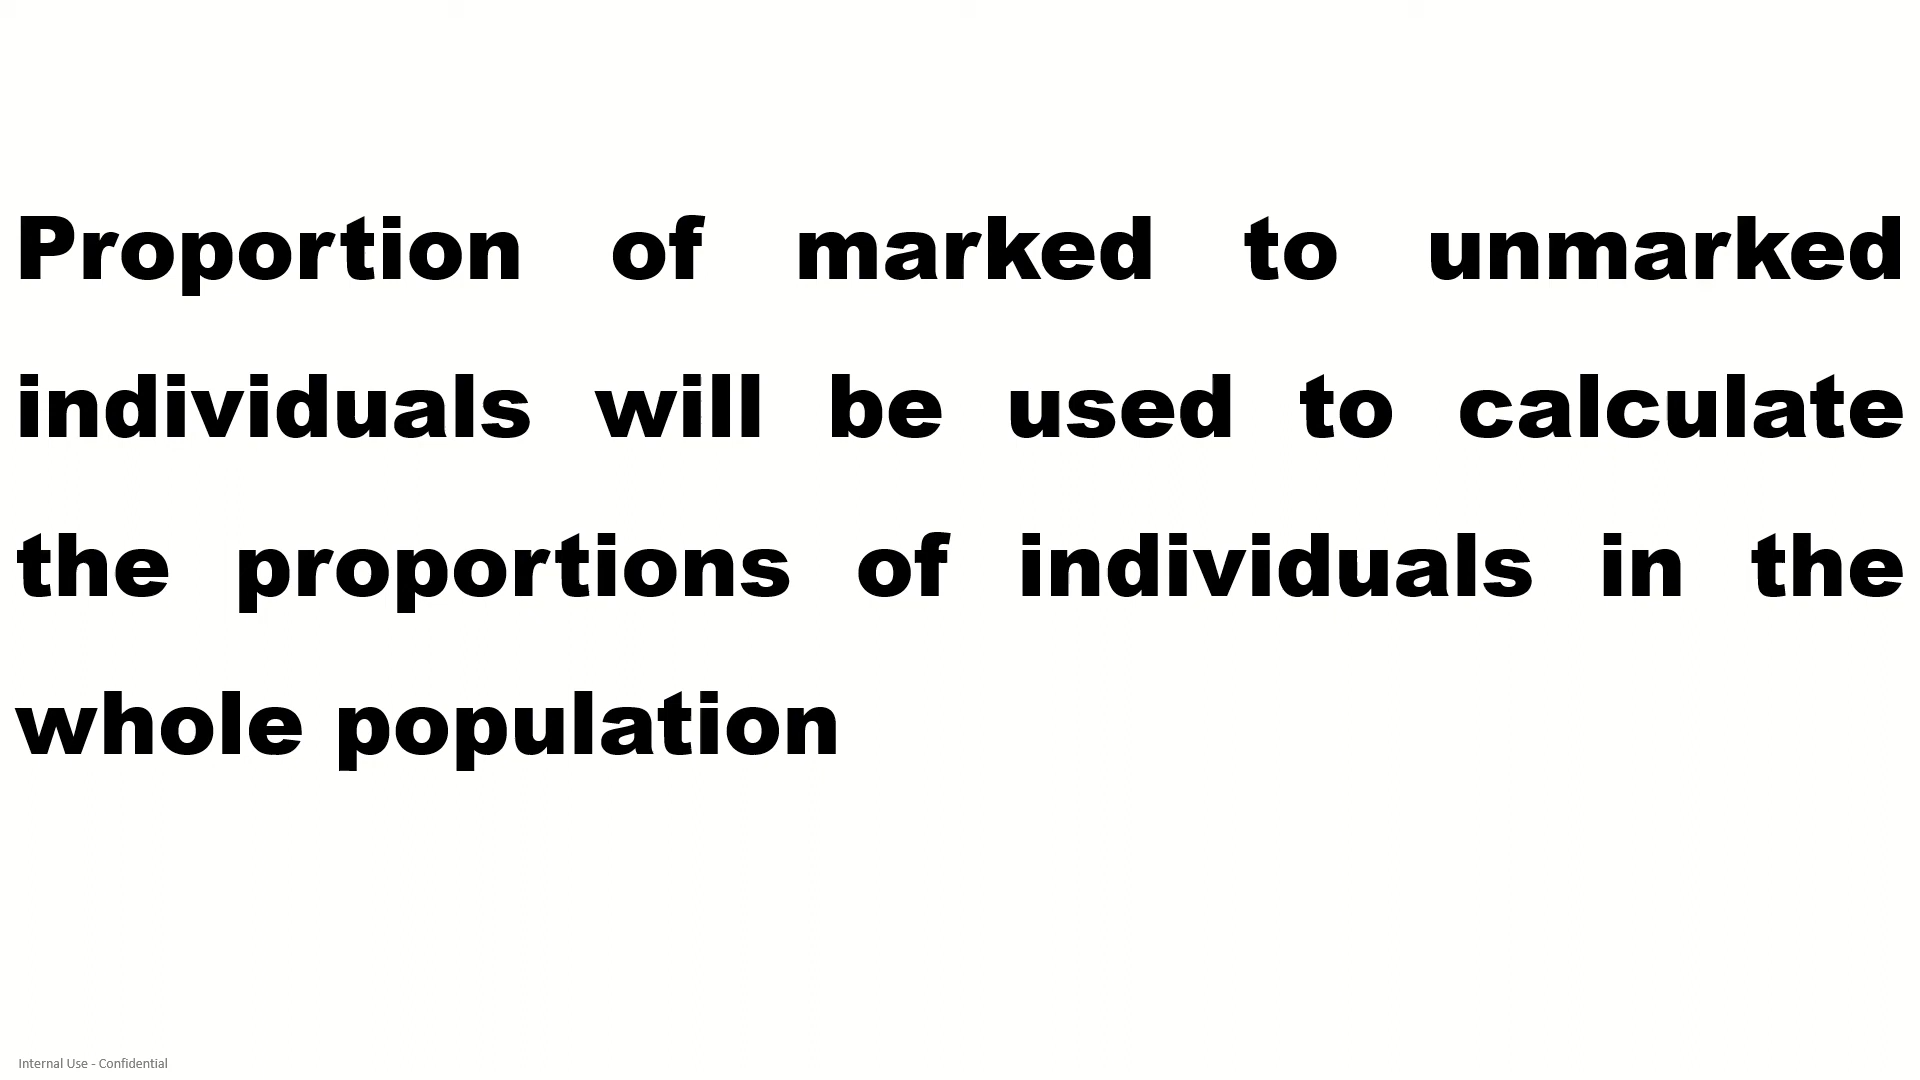 Proportion of marked to unmarked
individuals will be used to calculate
the proportions of individuals in the
whole population
Internal Use - Confidential